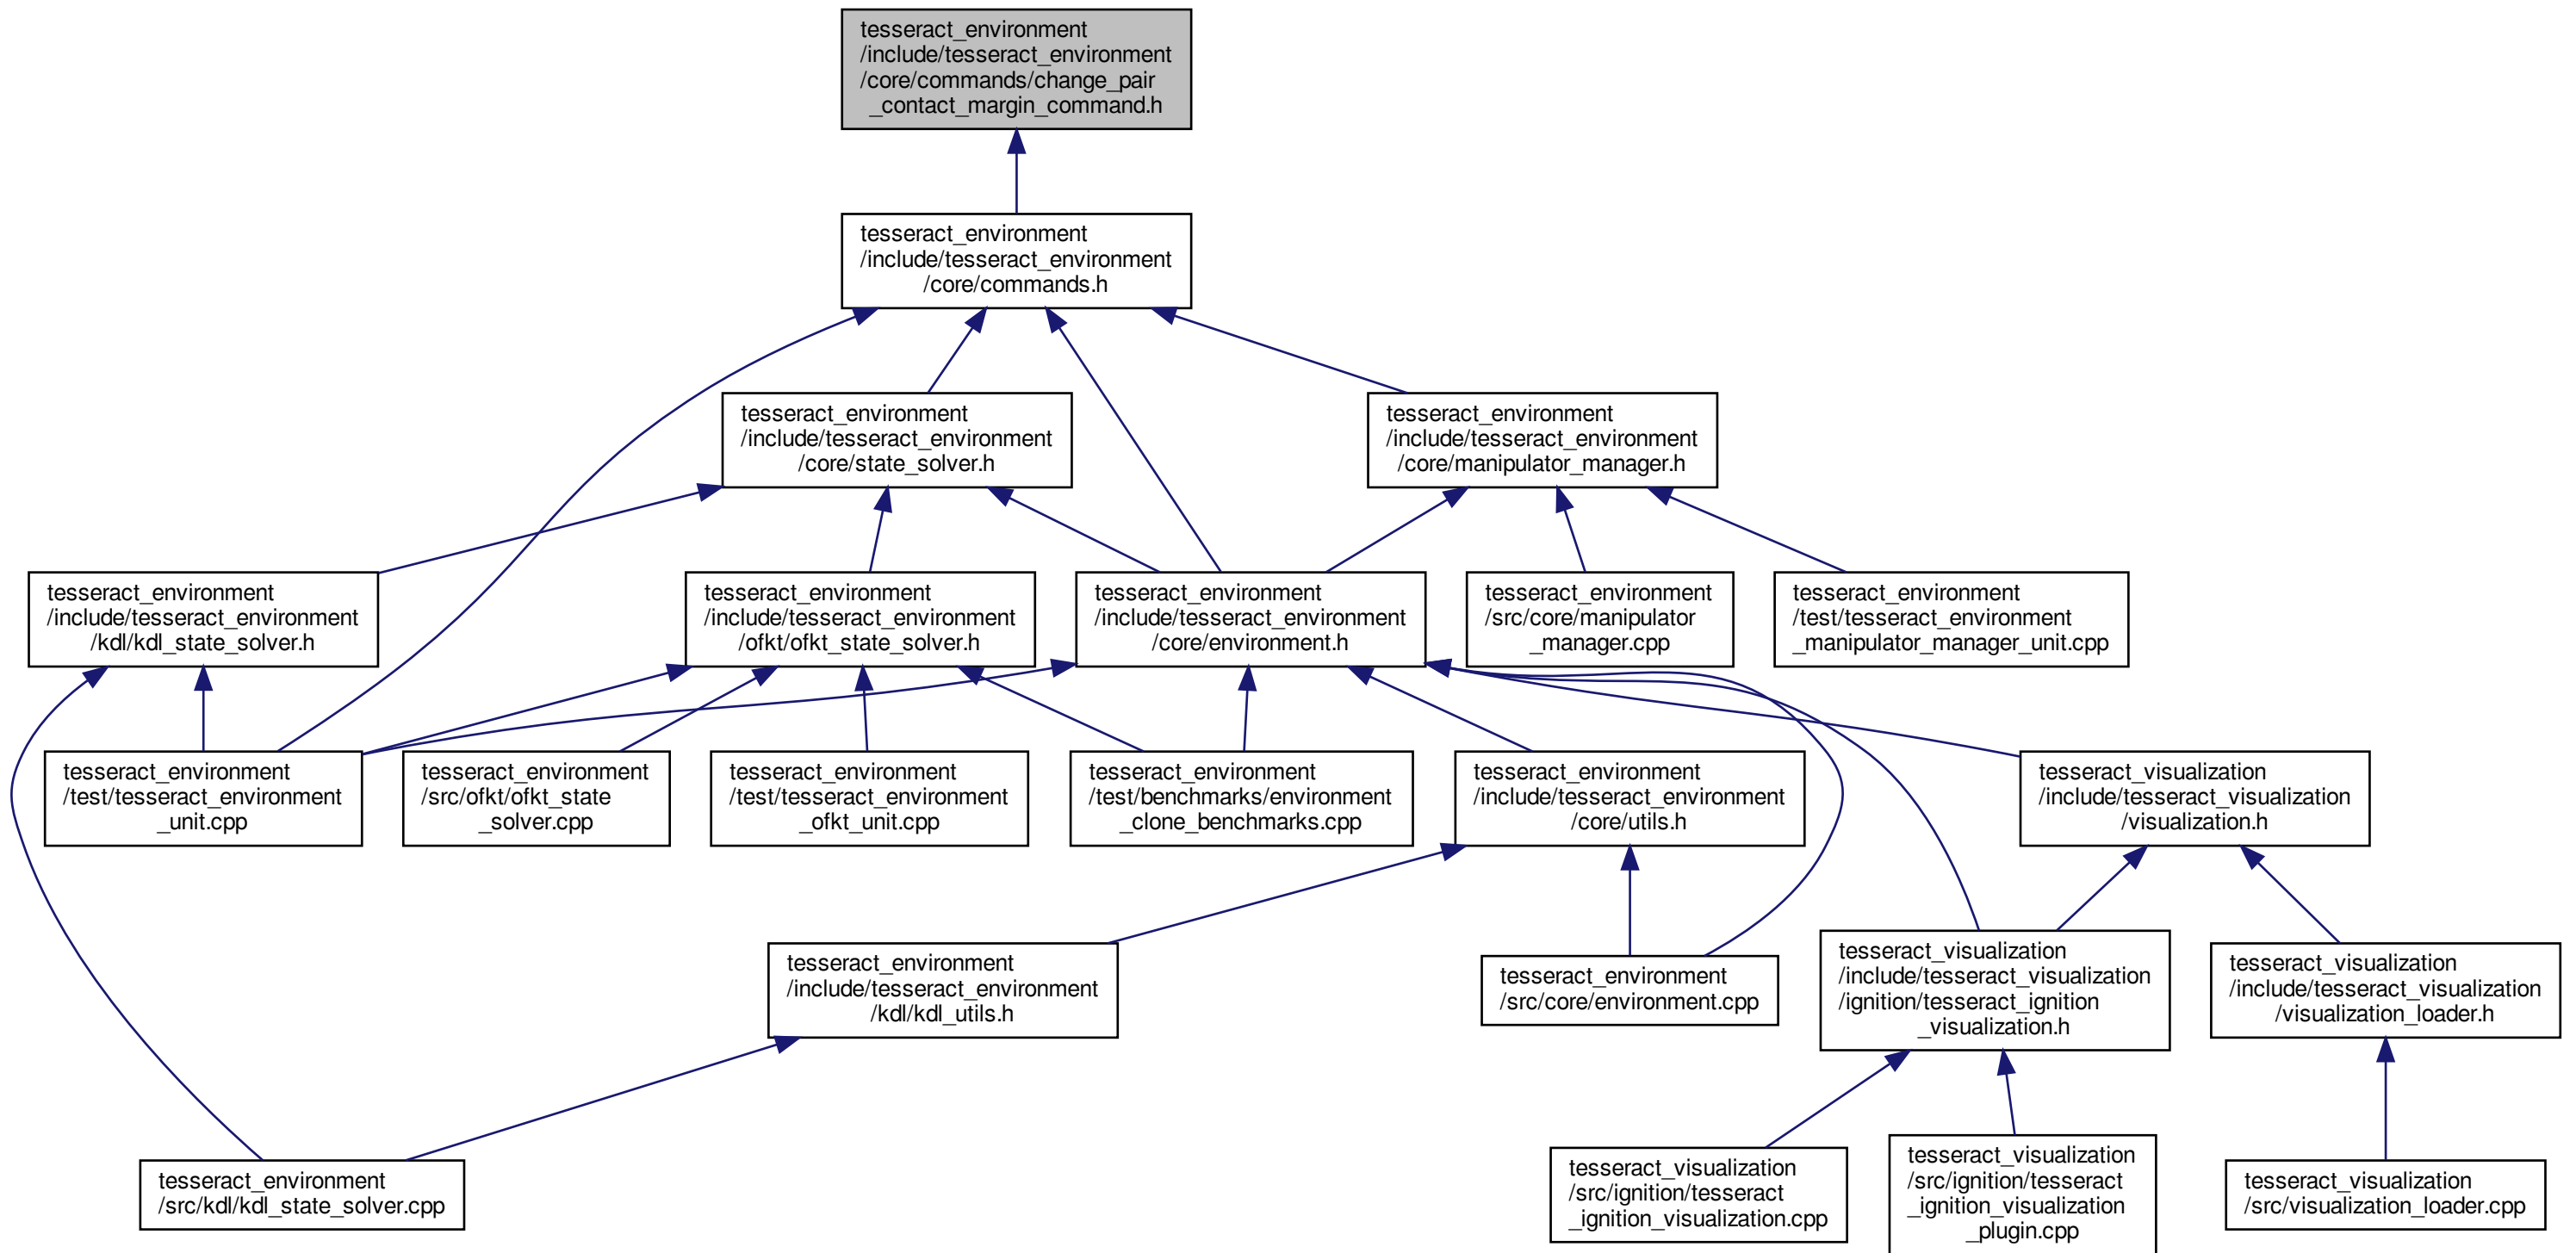 tesseract_environment
/include/tesseract_environment
/core/commands/change_pair
_contact_margin_command.h
tesseract_environment
/include/tesseract_environment
/core/commands.h
tesseract_environment
/include/tesseract_environment
/core/state_solver.h
tesseract_environment
/include/tesseract_environment
/core/manipulator_manager.h
tesseract_environment
/include/tesseract_environment
/kdl/kdl_state_solver.h
tesseract_environment
/include/tesseract_environment
/ofkt/ofkt_state_solver.h
tesseract_environment
/include/tesseract_environment
/core/environment.h
tesseract_environment
/src/core/manipulator
_manager.cpp
tesseract_environment
/test/tesseract_environment
_manipulator_manager_unit.cpp
tesseract_environment
/test/tesseract_environment
_unit.cpp
tesseract_environment
/src/ofkt/ofkt_state
_solver.cpp
tesseract_environment
/test/tesseract_environment
_ofkt_unit.cpp
tesseract_environment
/test/benchmarks/environment
_clone_benchmarks.cpp
tesseract_environment
/include/tesseract_environment
/core/utils.h
tesseract_visualization
/include/tesseract_visualization
/visualization.h
tesseract_environment
/include/tesseract_environment
/kdl/kdl_utils.h
tesseract_environment
/src/core/environment.cpp
tesseract_visualization
/include/tesseract_visualization
/ignition/tesseract_ignition
_visualization.h
tesseract_visualization
/include/tesseract_visualization
/visualization_loader.h
tesseract_environment
/src/kdl/kdl_state_solver.cpp
tesseract_visualization
/src/ignition/tesseract
_ignition_visualization.cpp
tesseract_visualization
/src/ignition/tesseract
_ignition_visualization
_plugin.cpp
tesseract_visualization
/src/visualization_loader.cpp